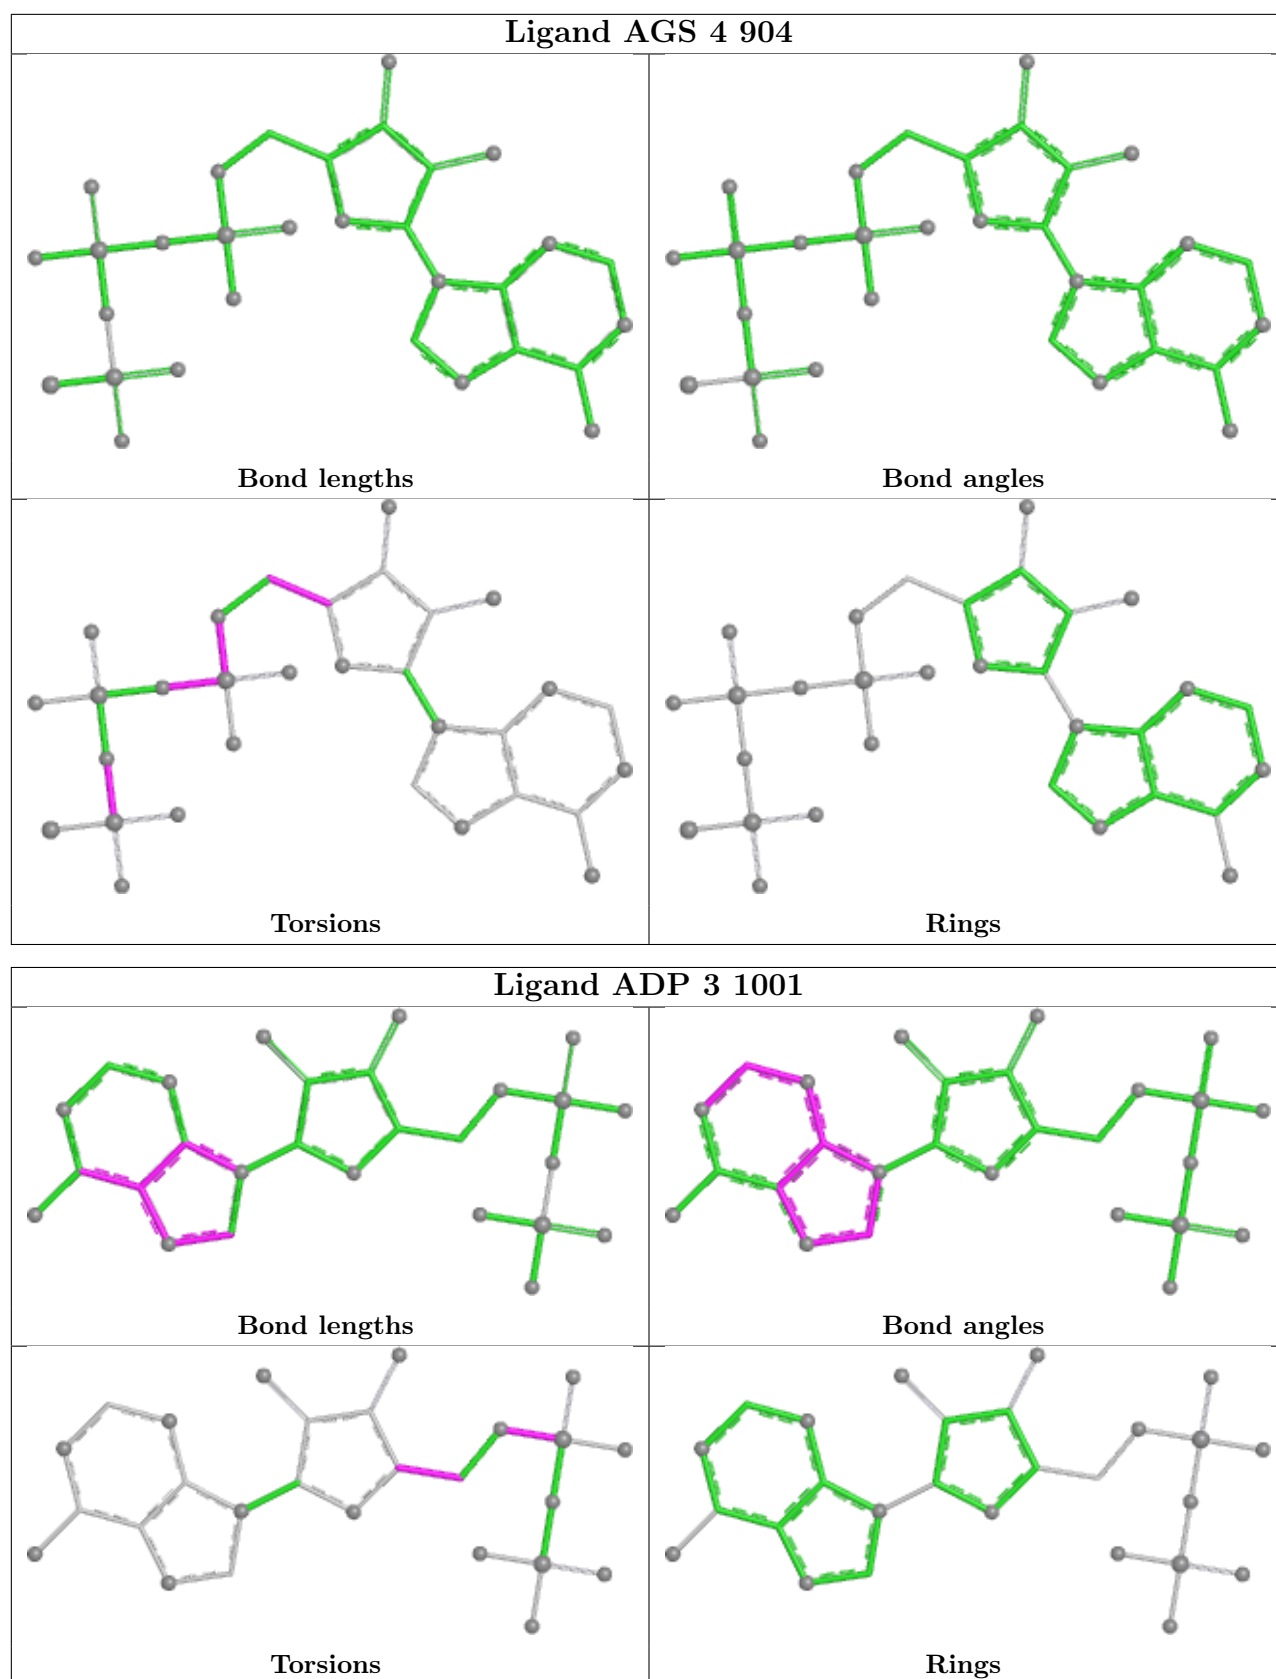 Ligand AGS 4 904
Bond lengths
Bond angles
Torsions
Rings
Ligand ADP 3 1001
Bond lengths
Bond angles
Torsions
Rings